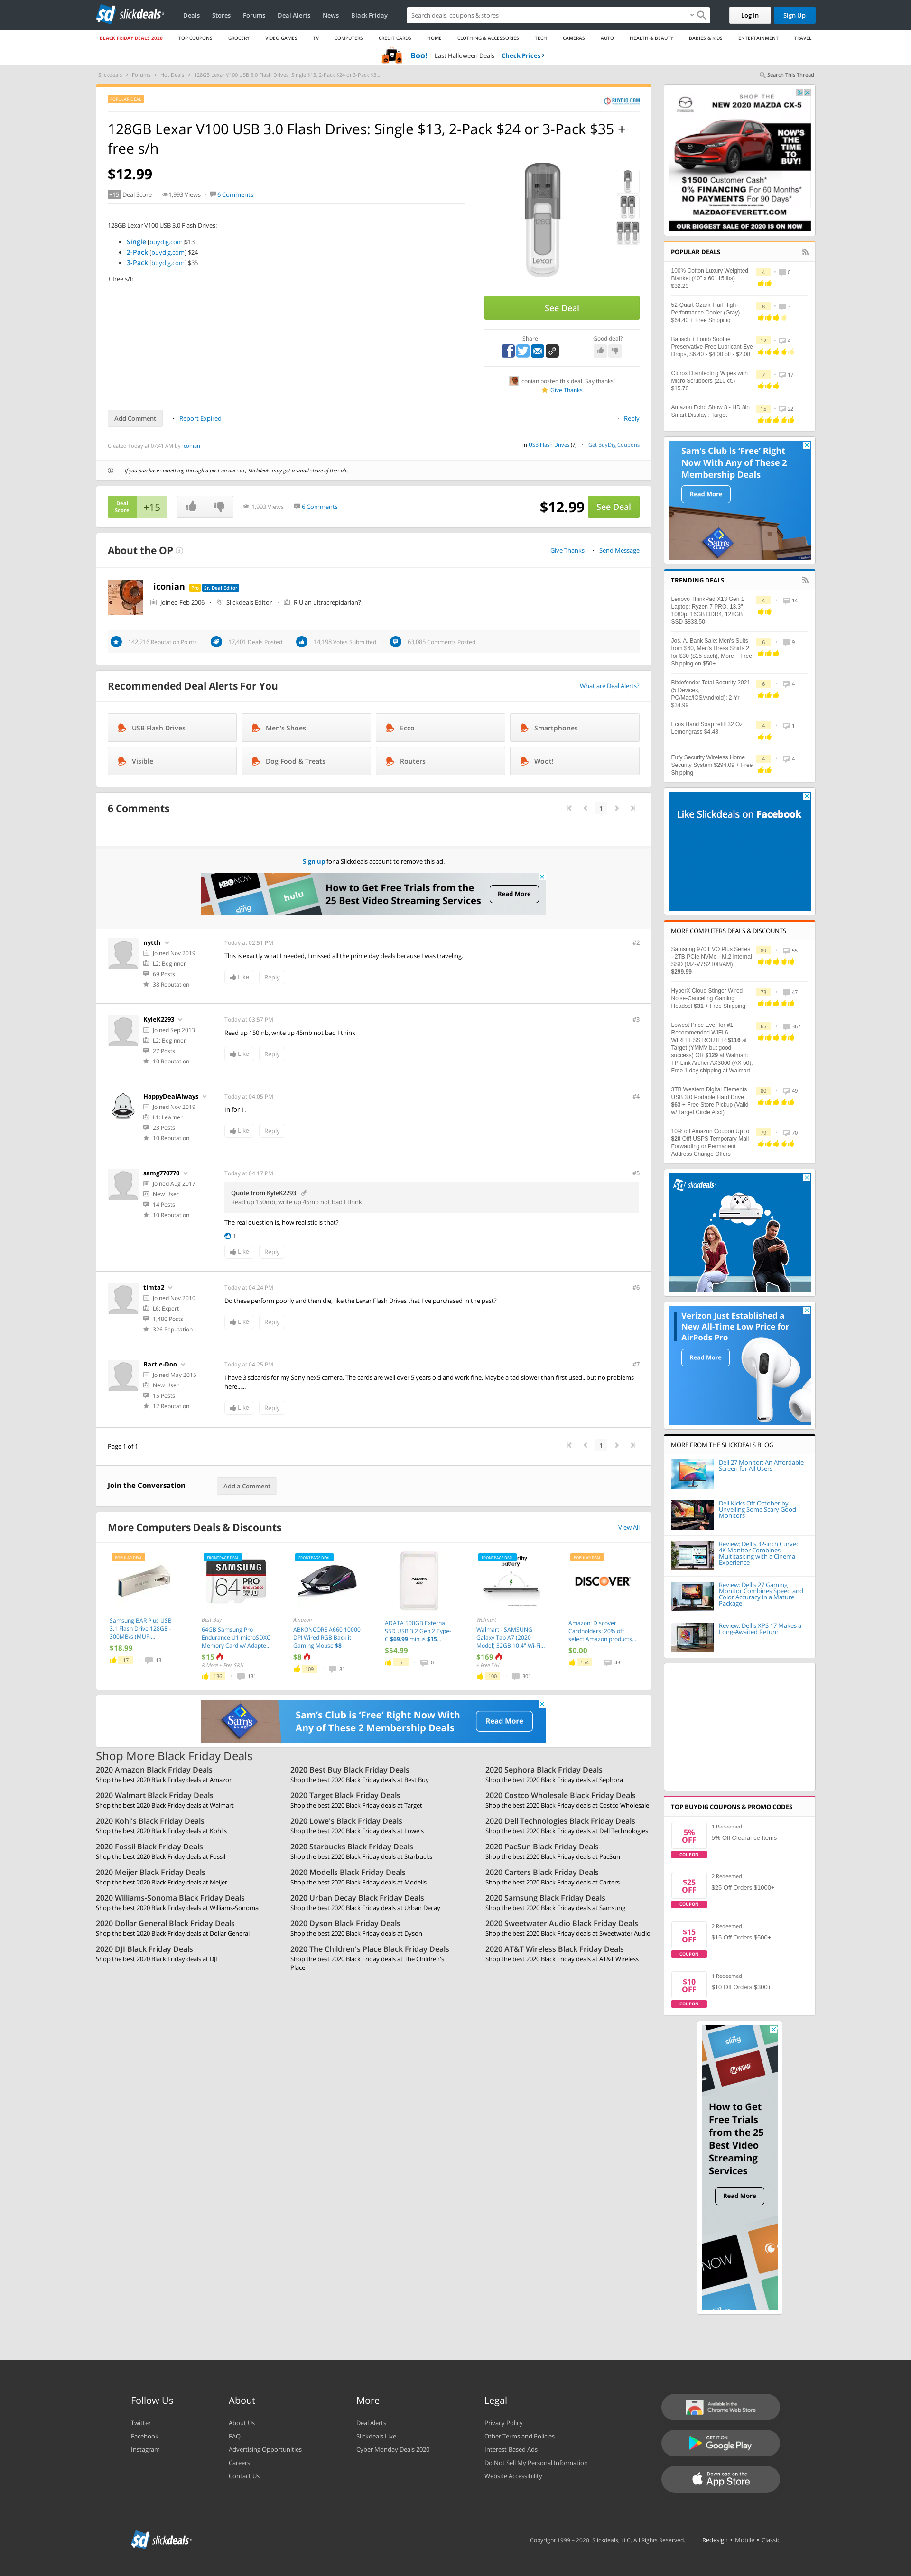 slickdeals
Deals
Stores
Forums
Deal Alerts
News
Black Friday
Search deals, coupons & stores
Log In
Sign Up
BLACK FRIDAY DEALS 2020
TOP COUPONS
GROCERY
VIDEO GAMES
TV
COMPUTERS
CREDIT CARDS
HOME
CLOTHING & ACCESSORIES
TECH
CAMERAS
AUTO
HEALTH & BEAUTY
BABIES & KIDS
ENTERTAINMENT
TRAVEL
Boo! Last Halloween Deals Check Prices
Slickdeals > Forums > Hot Deals > 128GB Lexar V100 USB 3.0 Flash Drives: Single $13, 2-Pack $24 or 3-Pack $3...
Search This Thread
POPULAR DEAL
BUYDIG.COM
128GB Lexar V100 USB 3.0 Flash Drives: Single $13, 2-Pack $24 or 3-Pack $35 +
free s/h
$12.99
+15 Deal Score
1,993 Views
6 Comments
128GB Lexar V100 USB 3.0 Flash Drives:
Single [buydig.com]$13
2-Pack [buydig.com] $24
3-Pack [buydig.com] $35
+ free s/h
Lexar
See Deal
Share
Good deal?
iconian posted this deal. Say thanks!
Give Thanks
Add Comment
Report Expired
Reply
Created Today at 07:41 AM by iconian
in USB Flash Drives (7)
Get BuyDig Coupons
If you purchase something through a post on our site, Slickdeals may get a small share of the sale.
Deal
Score
+15
1,993 Views
6 Comments
$12.99
See Deal
About the OP
Give Thanks
Send Message
iconian
Pro
Sr. Deal Editor
Joined Feb 2006
Slickdeals Editor
R U an ultracrepidarian?
142,216 Reputation Points
17,401 Deals Posted
14,198 Votes Submitted
63,085 Comments Posted
Recommended Deal Alerts For You
What are Deal Alerts?
USB Flash Drives
Men's Shoes
Ecco
Smartphones
Visible
Dog Food & Treats
Routers
Woot!
6 Comments
1
Sign up for a Slickdeals account to remove this ad.
HBO NOW
sling
hulu
How to Get Free Trials from the
25 Best Video Streaming Services
Read More
nytth
Joined Nov 2019
L2: Beginner
69 Posts
38 Reputation
Today at 02:51 PM
#2
This is exactly what I needed, I missed all the prime day deals because I was traveling.
Like
Reply
KyleK2293
Joined Sep 2013
L2: Beginner
27 Posts
10 Reputation
Today at 03:57 PM
#3
Read up 150mb, write up 45mb not bad I think
Like
Reply
HappyDealAlways
Joined Nov 2019
L1: Learner
23 Posts
10 Reputation
Today at 04:05 PM
#4
In for 1.
Like
Reply
samg770770
Joined Aug 2017
New User
14 Posts
10 Reputation
Today at 04:17 PM
#5
Quote from KyleK2293
Read up 150mb, write up 45mb not bad I think
The real question is, how realistic is that?
1
Like
Reply
timta2
Joined Nov 2010
L6: Expert
1,480 Posts
326 Reputation
Today at 04:24 PM
#6
Do these perform poorly and then die, like the Lexar Flash Drives that I've purchased in the past?
Like
Reply
Bartle-Doo
Joined May 2015
New User
15 Posts
12 Reputation
Today at 04:25 PM
#7
I have 3 sdcards for my Sony nex5 camera. The cards are well over 5 years old and work fine. Maybe a tad slower than first used...but no problems
here......
Like
Reply
Page 1 of 1
1
Join the Conversation
Add a Comment
More Computers Deals & Discounts
View All
POPULAR DEAL
Samsung BAR Plus USB
3.1 Flash Drive 128GB -
300MB/s (MUF-...
$18.99
17
13
FRONTPAGE DEAL
Best Buy
64GB Samsung Pro
Endurance U1 microSDXC
Memory Card w/ Adapte...
$15
& More + Free S&H
136
131
FRONTPAGE DEAL
Amazon
ABKONCORE A660 10000
DPI Wired RGB Backlit
Gaming Mouse $8
$8
109
81
ADATA 500GB External
SSD USB 3.2 Gen 2 Type-
C $69.99 minus $15...
$54.99
5
0
FRONTPAGE DEAL
battery
Walmart
Walmart - SAMSUNG
Galaxy Tab A7 (2020
Model) 32GB 10.4" Wi-Fi...
$169
+ Free S/H
100
301
POPULAR DEAL
DISCOVER
Amazon: Discover
Cardholders: 20% off
select Amazon products...
$0.00
154
43
Sam's
Sam's Club is 'Free' Right Now With
Any of These 2 Membership Deals
Read More
Shop More Black Friday Deals
2020 Amazon Black Friday Deals
Shop the best 2020 Black Friday deals at Amazon
2020 Best Buy Black Friday Deals
Shop the best 2020 Black Friday deals at Best Buy
2020 Sephora Black Friday Deals
Shop the best 2020 Black Friday deals at Sephora
2020 Walmart Black Friday Deals
Shop the best 2020 Black Friday deals at Walmart
2020 Target Black Friday Deals
Shop the best 2020 Black Friday deals at Target
2020 Costco Wholesale Black Friday Deals
Shop the best 2020 Black Friday deals at Costco Wholesale
2020 Kohl's Black Friday Deals
Shop the best 2020 Black Friday deals at Kohl's
2020 Lowe's Black Friday Deals
Shop the best 2020 Black Friday deals at Lowe's
2020 Dell Technologies Black Friday Deals
Shop the best 2020 Black Friday deals at Dell Technologies
2020 Fossil Black Friday Deals
Shop the best 2020 Black Friday deals at Fossil
2020 Starbucks Black Friday Deals
Shop the best 2020 Black Friday deals at Starbucks
2020 PacSun Black Friday Deals
Shop the best 2020 Black Friday deals at PacSun
2020 Meijer Black Friday Deals
Shop the best 2020 Black Friday deals at Meijer
2020 Modells Black Friday Deals
Shop the best 2020 Black Friday deals at Modells
2020 Carters Black Friday Deals
Shop the best 2020 Black Friday deals at Carters
2020 Williams-Sonoma Black Friday Deals
Shop the best 2020 Black Friday deals at Williams-Sonoma
2020 Urban Decay Black Friday Deals
Shop the best 2020 Black Friday deals at Urban Decay
2020 Samsung Black Friday Deals
Shop the best 2020 Black Friday deals at Samsung
2020 Dollar General Black Friday Deals
Shop the best 2020 Black Friday deals at Dollar General
2020 Dyson Black Friday Deals
Shop the best 2020 Black Friday deals at Dyson
2020 Sweetwater Audio Black Friday Deals
Shop the best 2020 Black Friday deals at Sweetwater Audio
2020 DJI Black Friday Deals
Shop the best 2020 Black Friday deals at DJI
2020 The Children's Place Black Friday Deals
Shop the best 2020 Black Friday deals at The Children's
Place
2020 AT&T Wireless Black Friday Deals
Shop the best 2020 Black Friday deals at AT&T Wireless
SHOP THE
NEW 2020 MAZDA CX-5
NOW'S
THE
TIME
TO
BUY!
$1500 Customer Cash*
0% FINANCING For 60 Months*
NO PAYMENTS For 90 Days*
MAZDAOFEVERETT.COM
OUR BIGGEST SALE OF 2020 IS ON NOW
POPULAR DEALS
100% Cotton Luxury Weighted
Blanket (40" x 60",15 lbs)
$32.29
4
0
52-Quart Ozark Trail High-
Performance Cooler (Gray)
$64.40 + Free Shipping
8
3
Bausch + Lomb Soothe
Preservative-Free Lubricant Eye
Drops, $6.40 - $4.00 off - $2.08
12
4
Clorox Disinfecting Wipes with
Micro Scrubbers (210 ct.)
$15.76
7
17
Amazon Echo Show 8 - HD 8in
Smart Display : Target
15
22
Sam's Club is 'Free' Right
Now With Any of These 2
Membership Deals
Read More
Sam's
TRENDING DEALS
Lenovo ThinkPad X13 Gen 1
Laptop: Ryzen 7 PRO, 13.3"
1080p, 16GB DDR4, 128GB
SSD $633.50
4
14
Jos. A. Bank Sale: Men's Suits
from $60, Men's Dress Shirts 2
for $30 ($15 each), More + Free
Shipping on $50+
6
9
Bitdefender Total Security 2021
(5 Devices,
PC/Mac/iOS/Android): 2-Yr
$34.99
6
4
Ecos Hand Soap refill 32 Oz
Lemongrass $4.48
4
1
Eufy Security Wireless Home
Security System $294.09 + Free
Shipping
4
4
Like Slickdeals on Facebook
MORE COMPUTERS DEALS & DISCOUNTS
Samsung 970 EVO Plus Series
- 2TB PCIe NVMe - M.2 Internal
SSD (MZ-V7S2T0B/AM)
$299.99
89
55
HyperX Cloud Stinger Wired
Noise-Canceling Gaming
Headset $31 + Free Shipping
73
47
Lowest Price Ever for #1
Recommended WIFI 6
WIRELESS ROUTER:$116 at
Target (YMMV but good
success) OR $129 at Walmart;
TP-Link Archer AX3000 (AX 50);
Free 1 day shipping at Walmart
65
367
3TB Western Digital Elements
USB 3.0 Portable Hard Drive
$63 + Free Store Pickup (Valid
w/ Target Circle Acct)
80
49
10% off Amazon Coupon Up to
$20 Off! USPS Temporary Mail
Forwarding or Permanent
Address Change Offers
79
70
slickdeals
Verizon Just Established a
New All-Time Low Price for
AirPods Pro
Read More
MORE FROM THE SLICKDEALS BLOG
Dell 27 Monitor: An Affordable
Screen for All Users
Dell Kicks Off October by
Unveiling Some Scary Good
Monitors
Review: Dell's 32-inch Curved
4K Monitor Combines
Multitasking with a Cinema
Experience
Review: Dell's 27 Gaming
Monitor Combines Speed and
Color Accuracy in a Mature
Package
Review: Dell's XPS 17 Makes a
Long-Awaited Return
TOP BUYDIG COUPONS & PROMO CODES
5%
OFF
COUPON
1 Redeemed
5% Off Clearance Items
$25
OFF
COUPON
2 Redeemed
$25 Off Orders $1000+
$15
OFF
COUPON
2 Redeemed
$15 Off Orders $500+
$10
OFF
COUPON
1 Redeemed
$10 Off Orders $300+
sling
SHOWTIME
How to Get
Free Trials
from the 25
Best Video
Streaming
Services
Read More
NOW
Follow Us
Twitter
Facebook
Instagram
About
About Us
FAQ
Advertising Opportunities
Careers
Contact Us
More
Deal Alerts
Slickdeals Live
Cyber Monday Deals 2020
Legal
Privacy Policy
Other Terms and Policies
Interest-Based Ads
Do Not Sell My Personal Information
Website Accessibility
Available in the
Chrome Web Store
GET IT ON
Google Play
Download on the
App Store
slickdeals
Copyright 1999 - 2020. Slickdeals, LLC. All Rights Reserved.
Redesign • Mobile • Classic